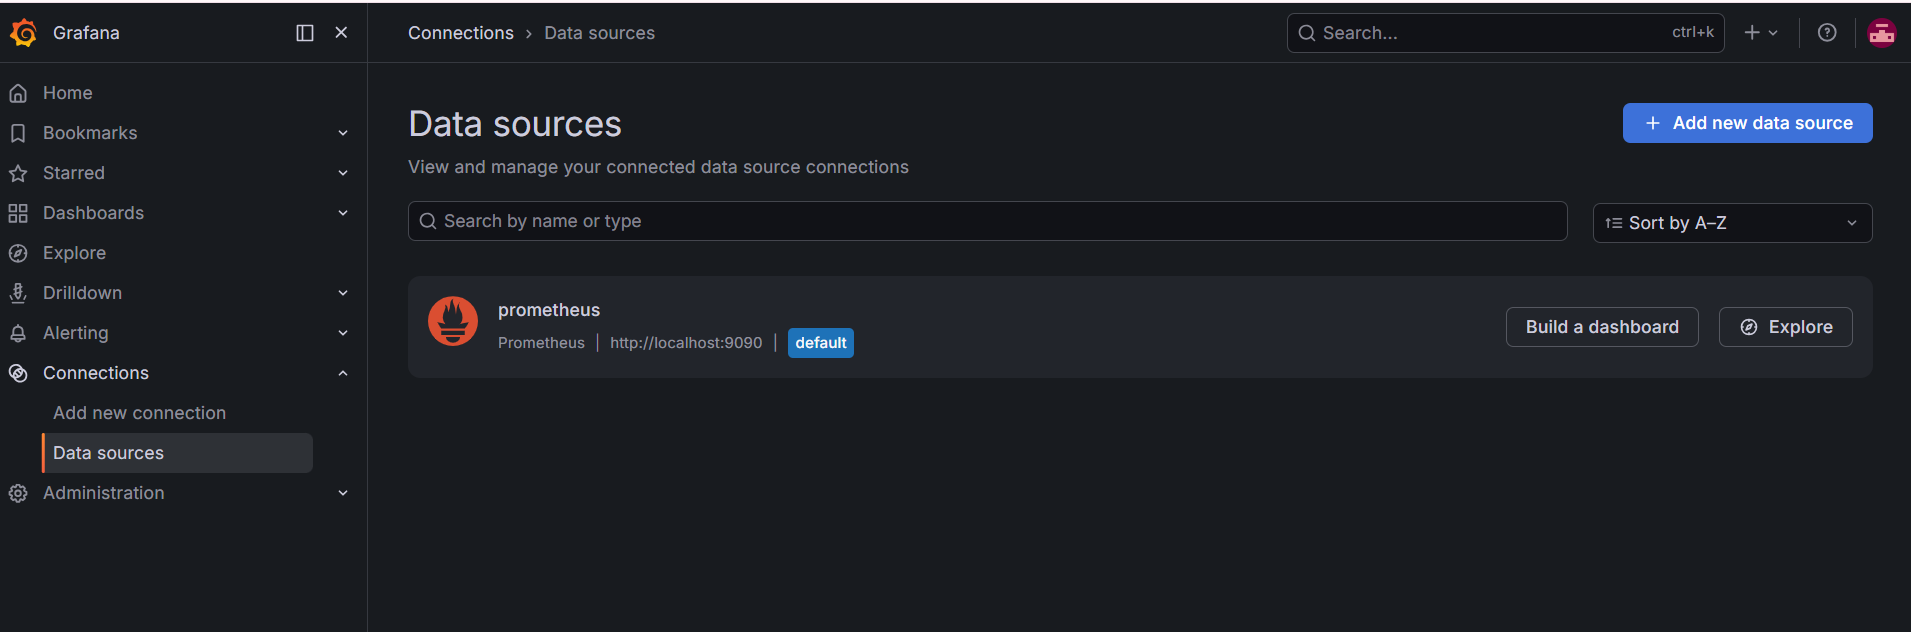 Grafana
Connections › Data sources
Search... ctrl+k
Home
Bookmarks
Starred
Dashboards
Explore
Drilldown
Alerting
Connections
Add new connection
Data sources
Administration
Data sources
Add new data source
View and manage your connected data source connections
Search by name or type
Sort by A–Z
prometheus
Prometheus | http://localhost:9090 | default
Build a dashboard
Explore